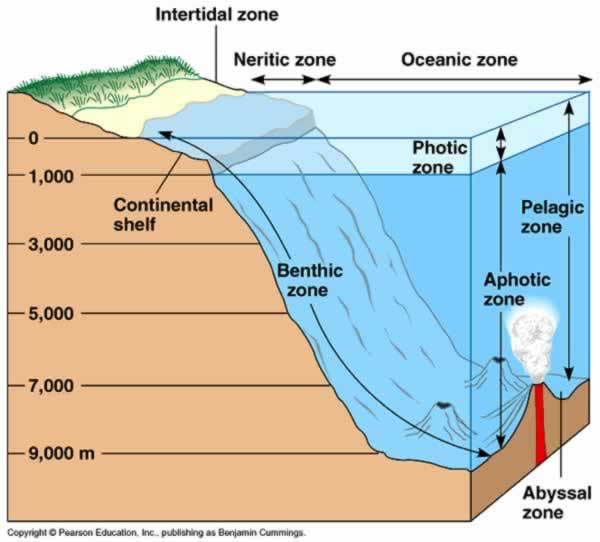 Intertidal zone
Neritic zone
Oceanic zone
0
Photic
zone
1,000
Continental
shelf
Pelagic
zone
3,000
Benthic
zone
Aphotic
zone
5,000
7,000
9,000 m
Abyssal
zone
Copyright © Pearson Education, Inc., publishing as Benjamin Cummings.